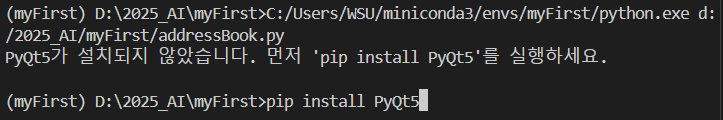 (myFirst) D:\2025_AI\myFirst>C:/Users/WSU/miniconda3/envs/myFirst/python.exe d:
/2025_AI/myFirst/addressBook.py
PyQt5가 설치되지 않았습니다. 먼저 'pip install PyQt5'를 실행하세요.
(myFirst) D:\2025_AI\myFirst>pip install PyQt5